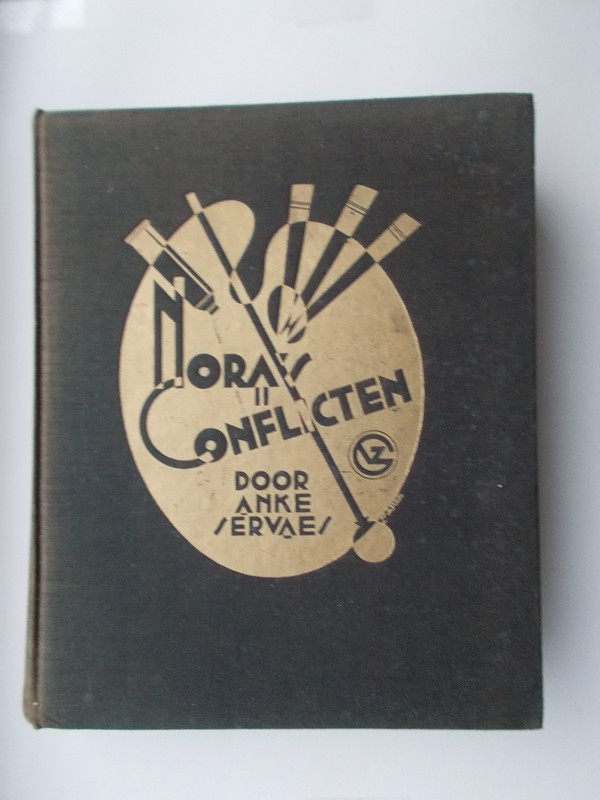 NORA'S
CONFLICTEN
DOOR
ANKE
SERVAES